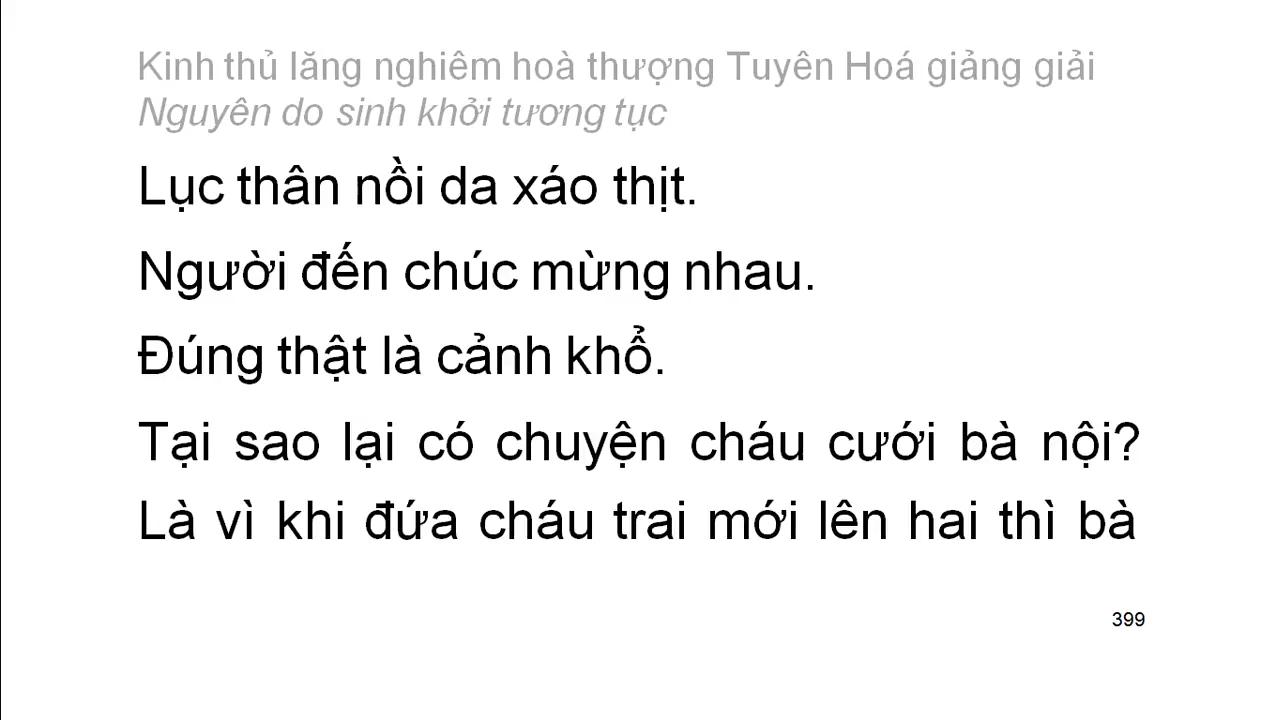 Kinh thủ lăng nghiêm hoà thượng Tuyên Hoá giảng giải
Nguyên do sinh khởi tương tục
Lục thân nồi da xáo thịt.
Người đến chúc mừng nhau.
Đúng thật là cảnh khổ.
Tại sao lại có chuyện cháu cưới bà nội?
Là vì khi đứa cháu trai mới lên hai thì bà
399